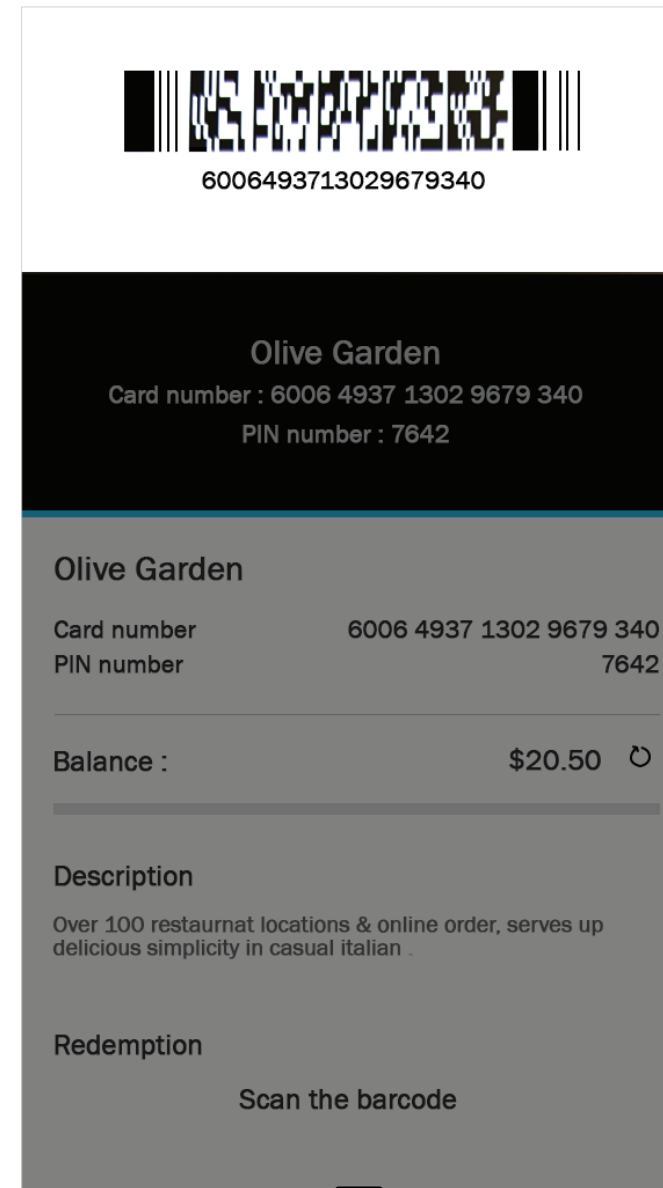 6006493713029679340
Olive Garden
Card number : 6006 4937 1302 9679 340
PIN number : 7642
Olive Garden
Card number 6006 4937 1302 9679 340
PIN number 7642
Balance : $20.50
Description
Over 100 restaurnat locations & online order, serves up
delicious simplicity in casual italian .
Redemption
Scan the barcode